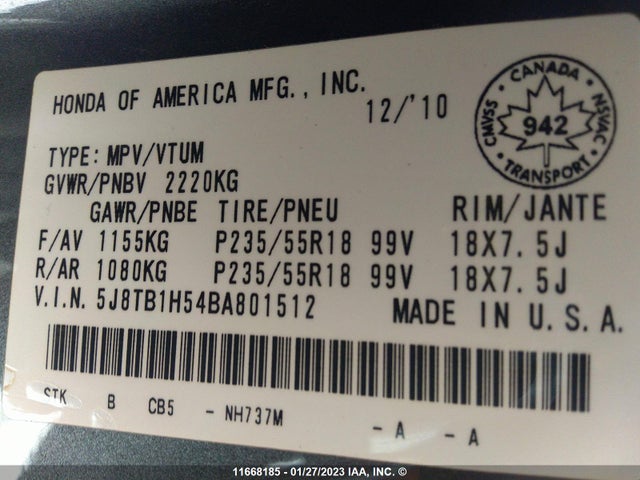 HONDA OF AMERICA MFG., INC.
12/'10
CANADA
CMVSS
NSVAC
942
TRANSPORT
TYPE: MPV/VTUM
GVWR/PNBV 2220KG
GAWR/PNBE TIRE/PNEU RIM/JANTE
F/AV 1155KG P235/55R18 99V 18X7.5J
R/AR 1080KG P235/55R18 99V 18X7.5J
V.I.N. 5J8TB1H54BA801512 MADE IN U.S.A.
STK B CB5 - NH737M - A - A
11668185 - 01/27/2023 IAA, INC. ©